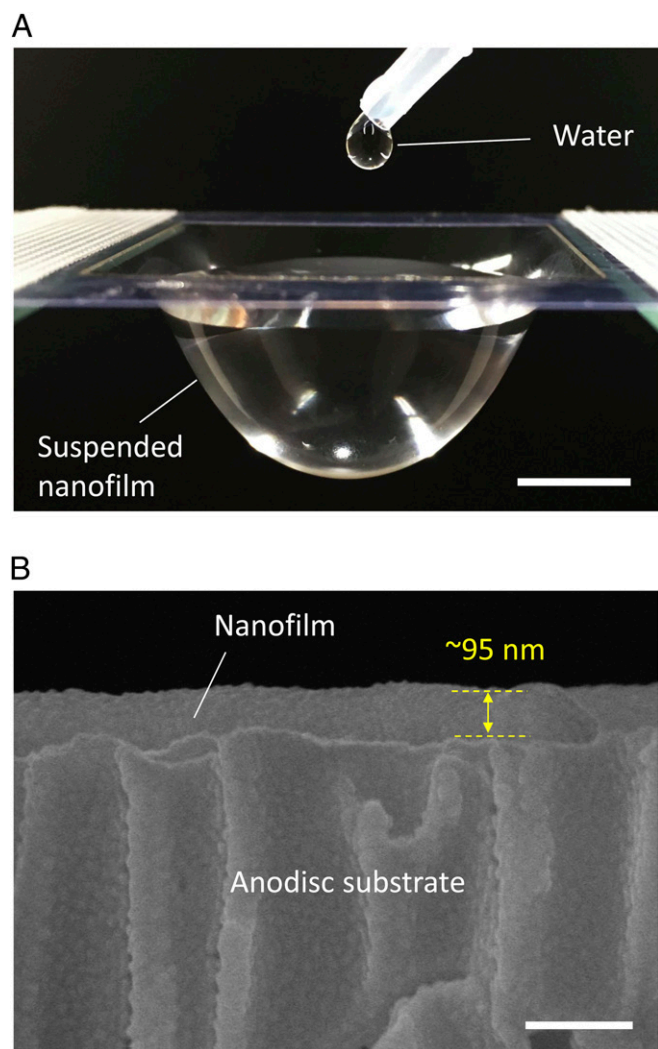 A
Water
Suspended
nanofilm
B
Nanofilm
~95 nm
Anodisc substrate